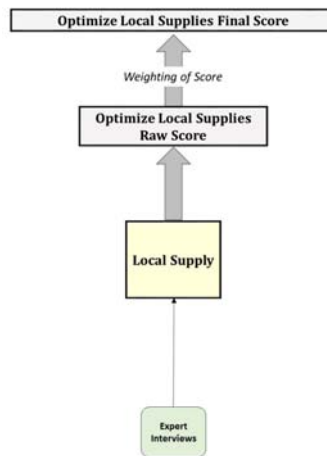 Optimize Local Supplies Final Score
Weighting of Score
Optimize Local Supplies
Raw Score
Local Supply
Expert
Interviews